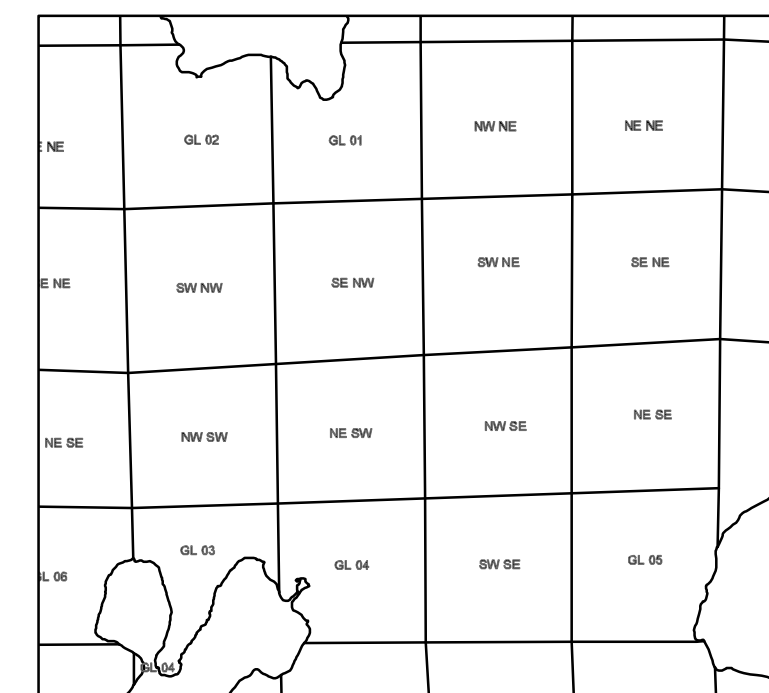 NE
GL 02
GL 01
NW NE
NE NE
E NE
SW NW
SE NW
SW NE
SE NE
NE SE
NW SW
NE SW
NW SE
NE SE
L 06
GL 03
GL 04
SW SE
GL 05
GL 04